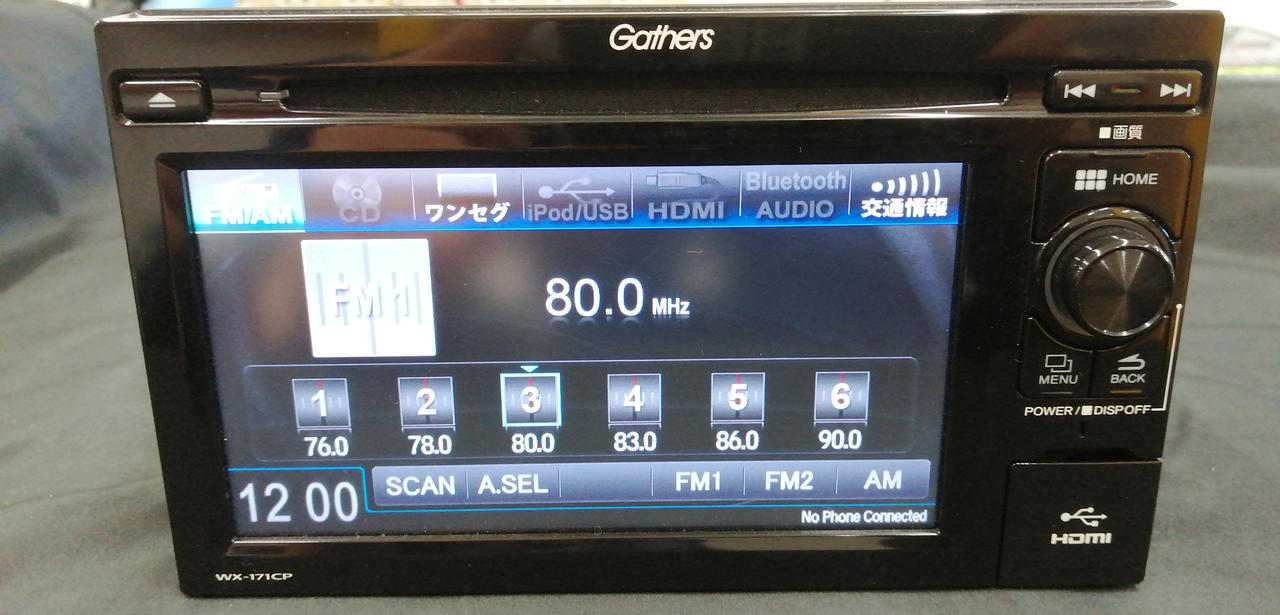 Gathers
■画質
HOME
FM/AM
CD
ワンセグ
iPod/USB
HDMI
Bluetooth
AUDIO
交通情報
FM1
80.0 MHz
1 2 3 4 5 6
76.0 78.0 80.0 83.0 86.0 90.0
MENU
BACK
POWER/■DISPOFF
SCAN A.SEL FM1 FM2 AM
12 00
No Phone Connected
HDMI
WX-171CP